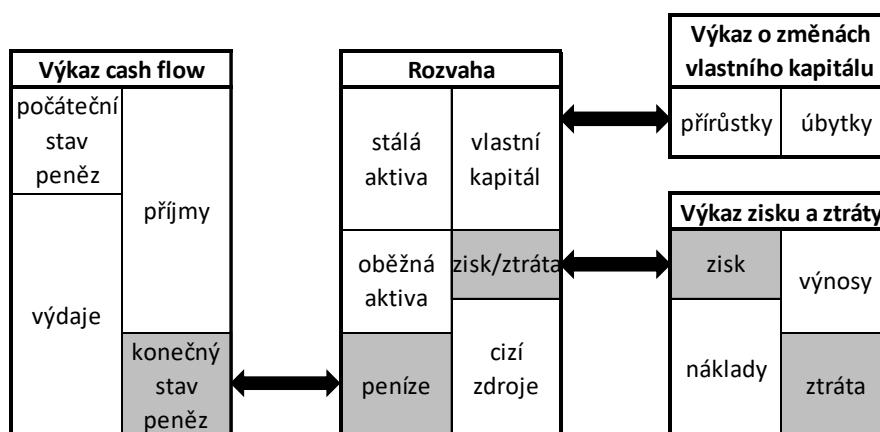 Výkaz cash flow
počáteční
stav
peněz
příjmy
výdaje
konečný
stav
peněz
Rozvaha
stálá
aktiva
vlastní
kapitál
oběžná
aktiva
zisk/ztráta
peníze
cizí
zdroje
Výkaz o změnách
vlastního kapitálu
přírůstky
úbytky
Výkaz zisku a ztráty
zisk
výnosy
náklady
ztráta